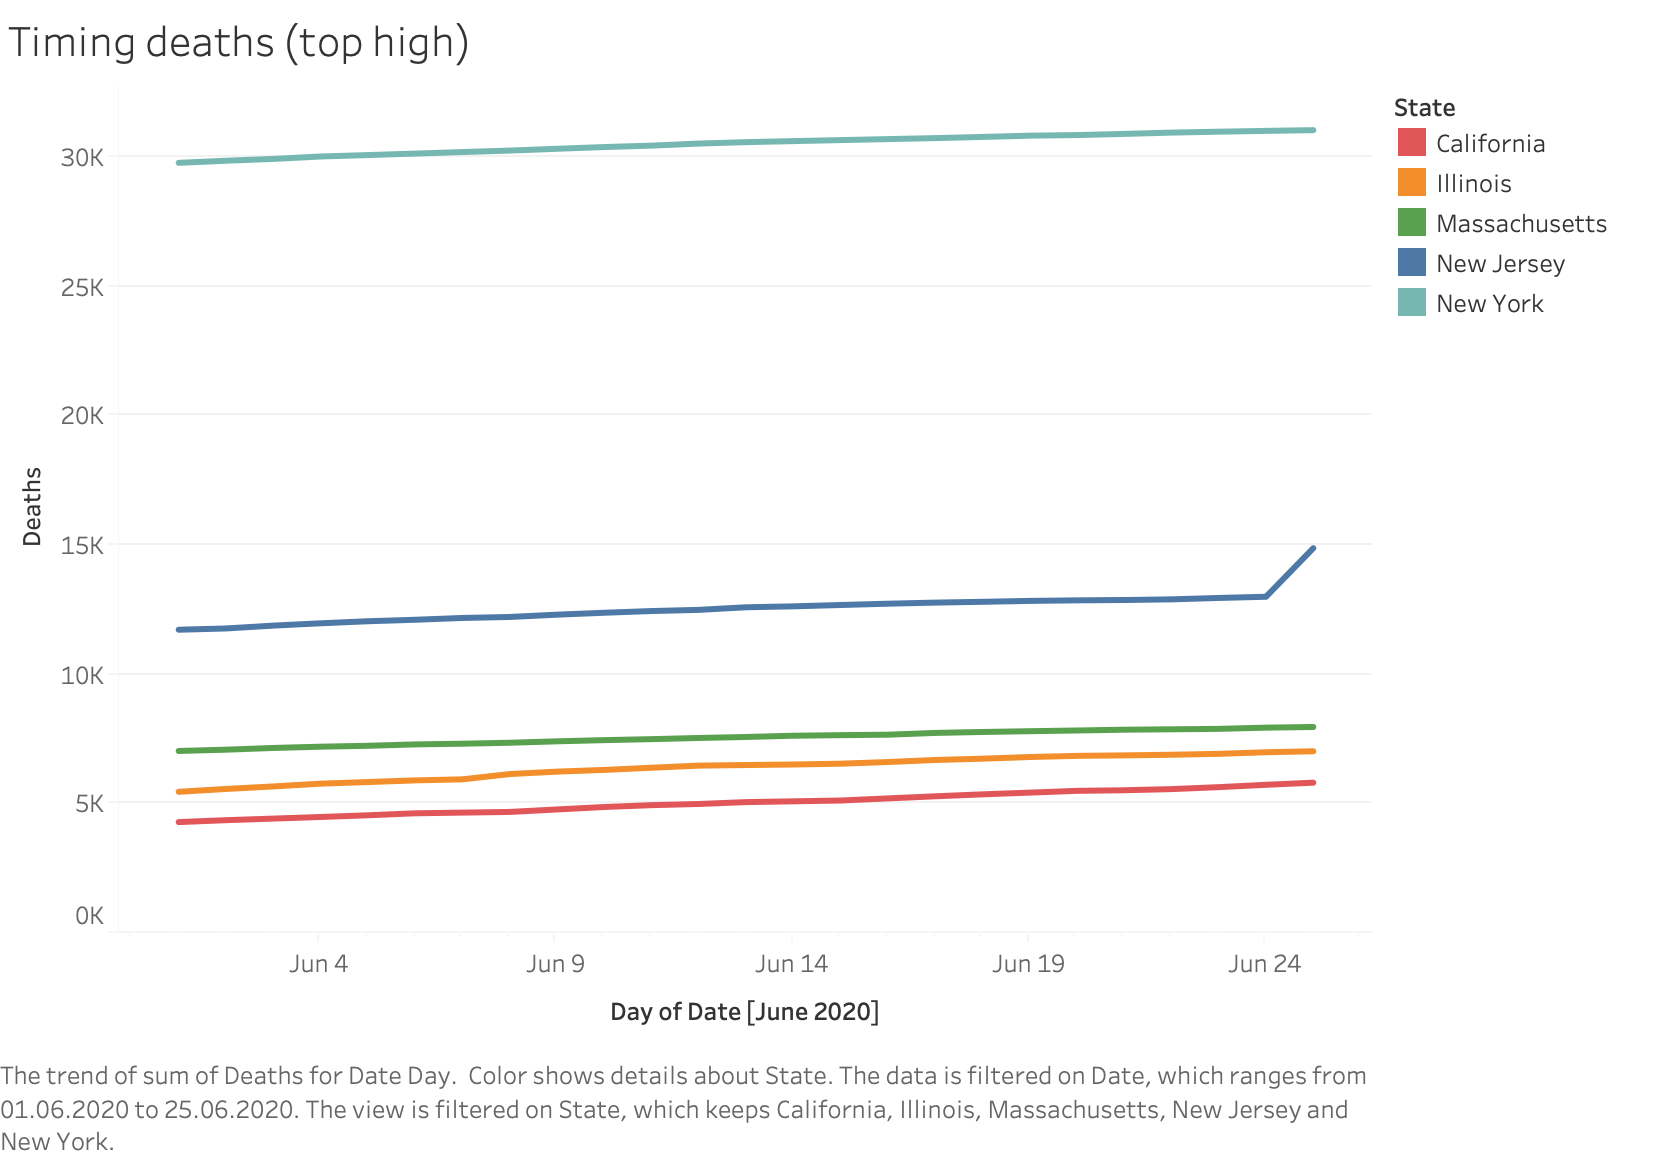 Timing deaths (top high)
State
California
Illinois
Massachusetts
New Jersey
New York
30K
25K
20K
15K
10K
5K
0K
Deaths
Jun 4
Jun 9
Jun 14
Jun 19
Jun 24
Day of Date [June 2020]
The trend of sum of Deaths for Date Day.  Color shows details about State. The data is filtered on Date, which ranges from
01.06.2020 to 25.06.2020. The view is filtered on State, which keeps California, Illinois, Massachusetts, New Jersey and
New York.